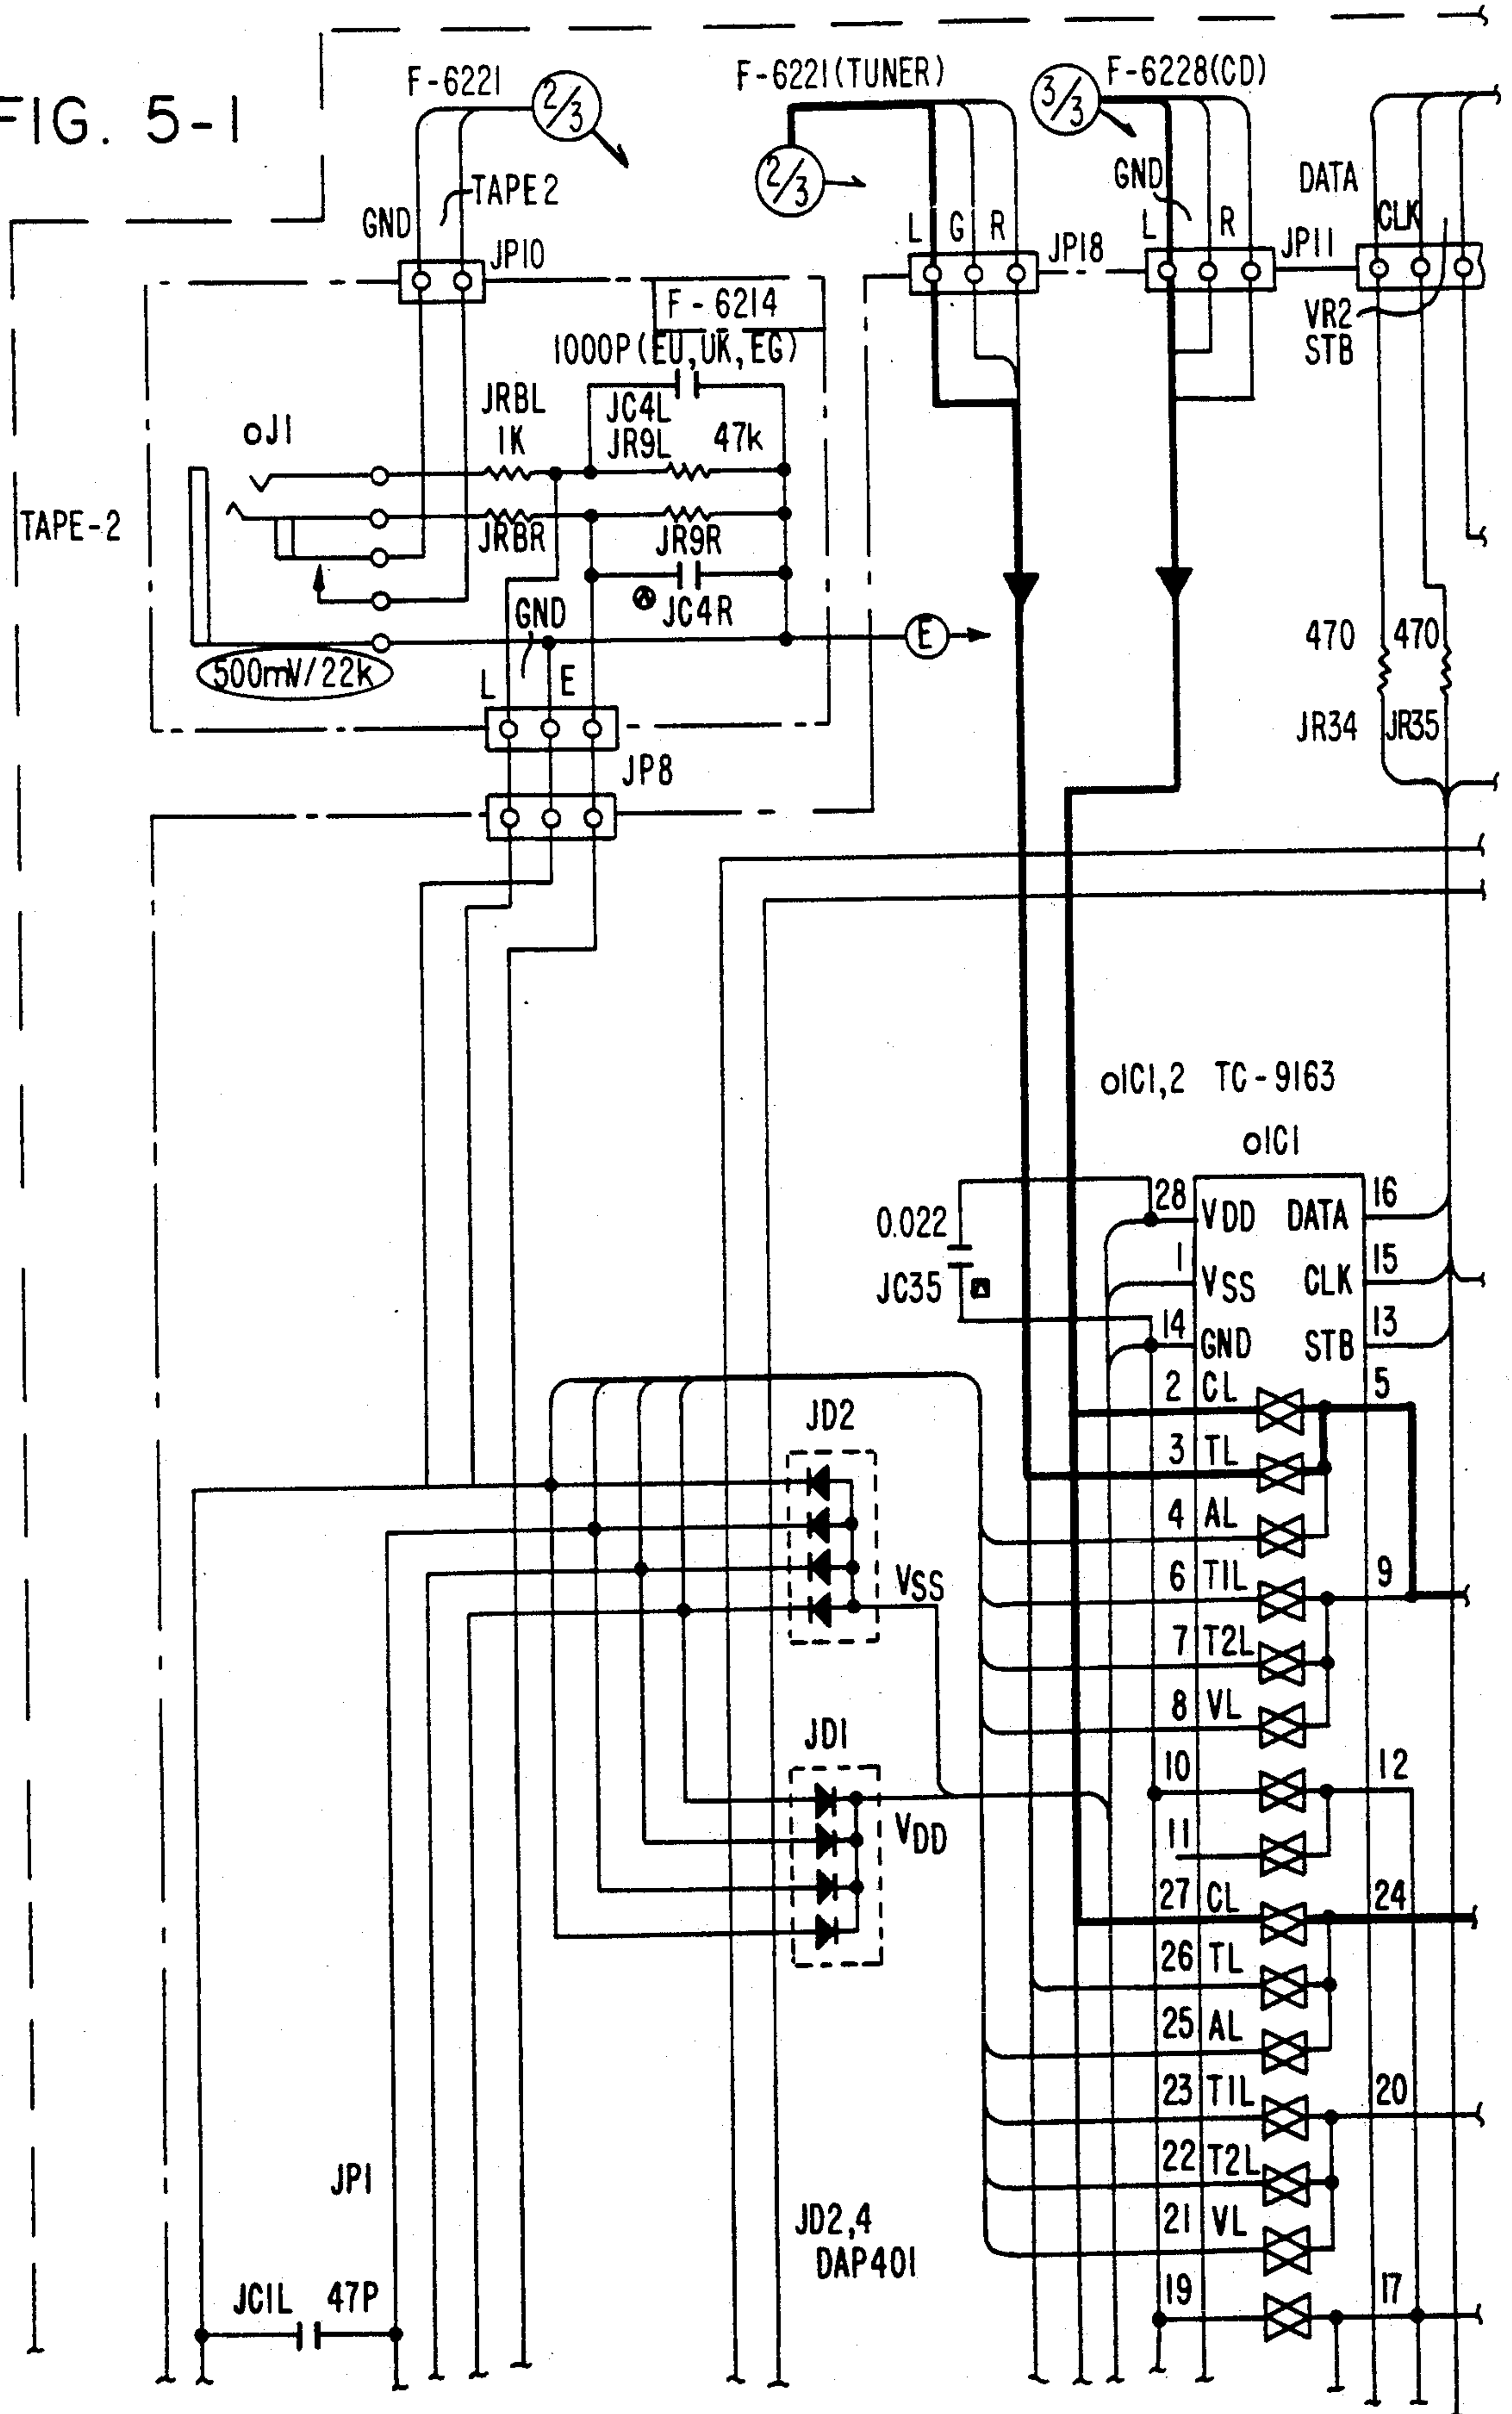 FIG. 5-1
F-6221
2/3
F-6221(TUNER)
2/3
3/3
F-6228(CD)
GND
TAPE 2
JP10
L G R
JP18
GND
L R
JP11
DATA
CLK
VR2
STB
F-6214
1000P(EU,UK,EG)
JRBL
1K
JC4L
JR9L
47k
oJ1
TAPE-2
JRBR
JR9R
JC4R
GND
E
500mV/22k
L E
JP8
470
470
JR34
JR35
oIC1,2 TC-9163
oIC1
0.022
JC35
28 VDD DATA 16
1 VSS CLK 15
14 GND STB 13
2 CL 5
3 TL
4 AL
6 T1L 9
7 T2L
8 VL
10 12
11
27 CL 24
26 TL
25 AL
23 T1L 20
22 T2L
21 VL
19 17
JD2
VSS
JD1
VDD
JP1
JD2,4
DAP401
JC1L 47P